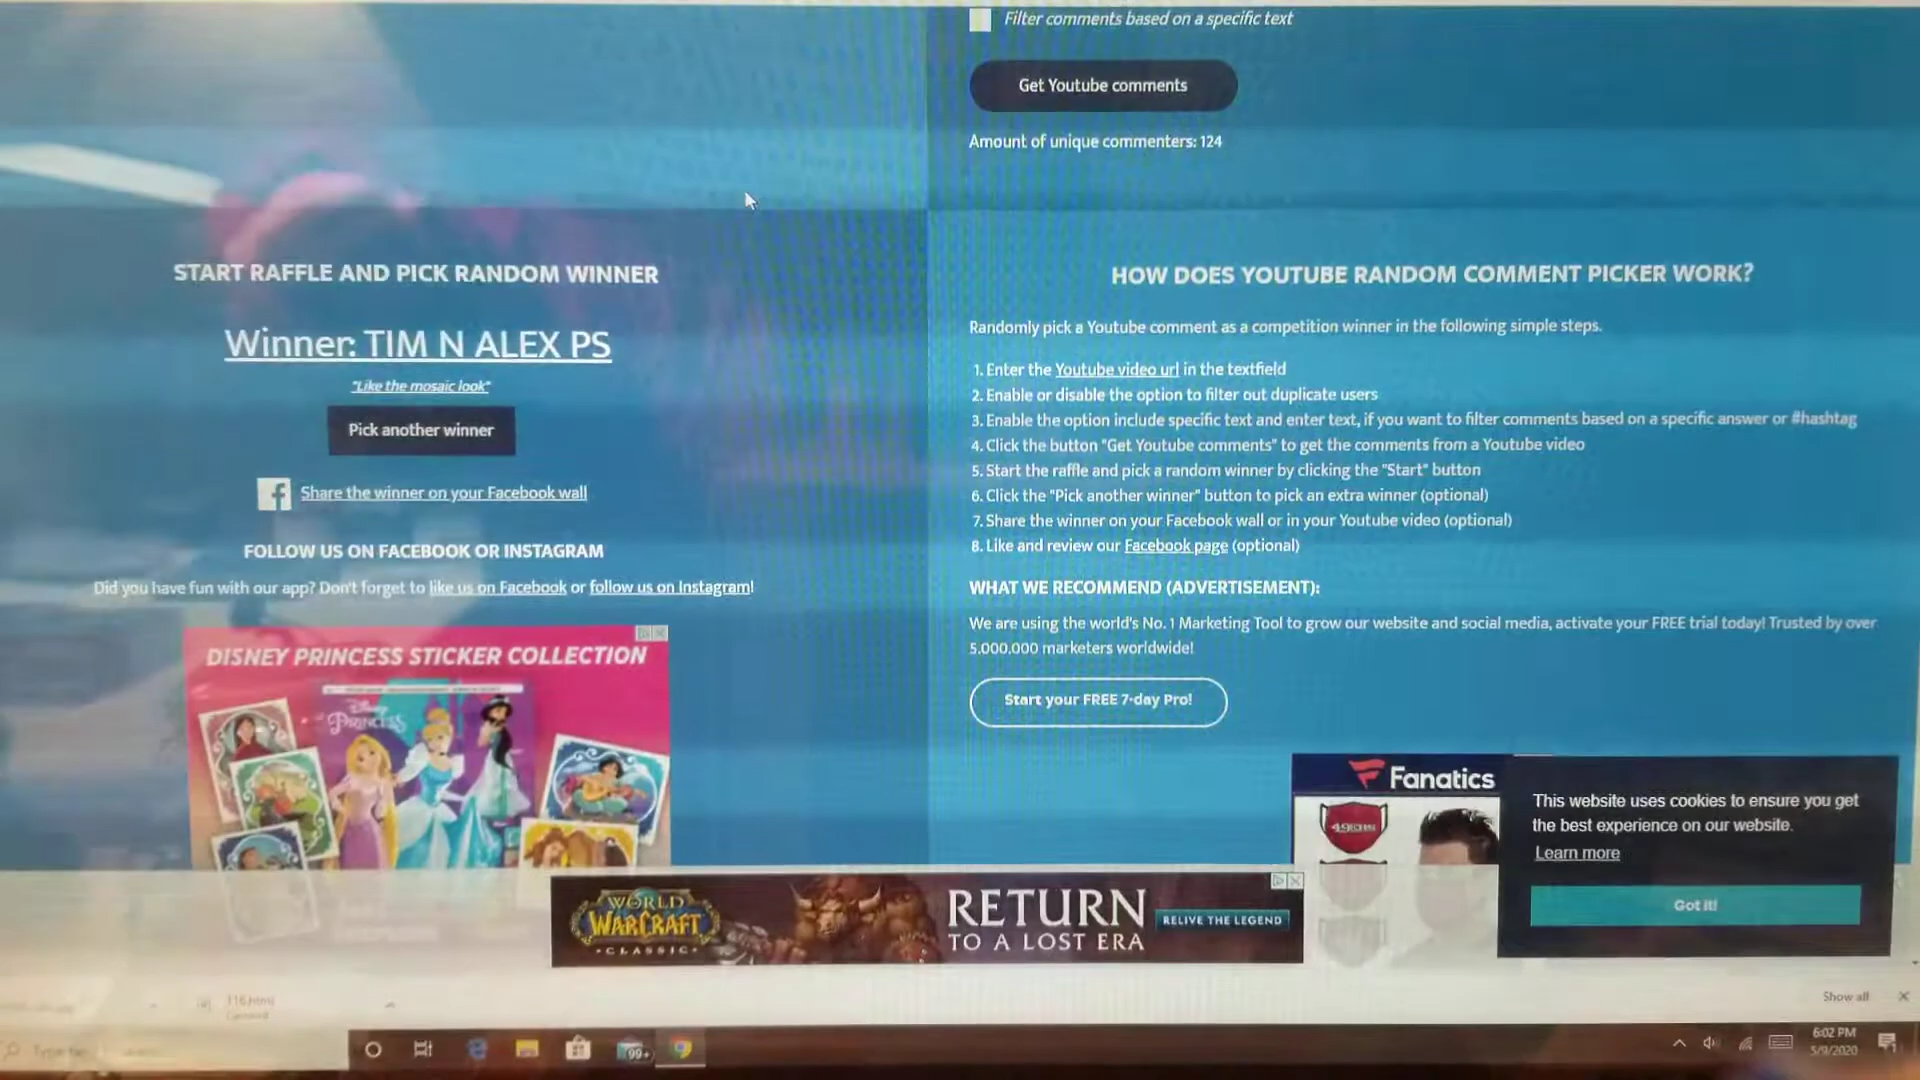 Filter comments based on a specific text
Get Youtube comments
Amount of unique commenters: 124
START RAFFLE AND PICK RANDOM WINNER
Winner: TIM N ALEX PS
"Like the mosaic look"
Pick another winner
Share the winner on your Facebook wall
FOLLOW US ON FACEBOOK OR INSTAGRAM
Did you have fun with our app? Don't forget to like us on Facebook or follow us on Instagram!
DISNEY PRINCESS STICKER COLLECTION
Disney
PRINCESS
HOW DOES YOUTUBE RANDOM COMMENT PICKER WORK?
Randomly pick a Youtube comment as a competition winner in the following simple steps.
1. Enter the Youtube video url in the textfield
2. Enable or disable the option to filter out duplicate users
3. Enable the option include specific text and enter text, if you want to filter comments based on a specific answer or #hashtag
4. Click the button "Get Youtube comments" to get the comments from a Youtube video
5. Start the raffle and pick a random winner by clicking the "Start" button
6. Click the "Pick another winner" button to pick an extra winner (optional)
7. Share the winner on your Facebook wall or in your Youtube video (optional)
8. Like and review our Facebook page (optional)
WHAT WE RECOMMEND (ADVERTISEMENT):
We are using the world's No. 1 Marketing Tool to grow our website and social media, activate your FREE trial today! Trusted by over
5.000.000 marketers worldwide!
Start your FREE 7-day Pro!
Fanatics
49ERS
This website uses cookies to ensure you get
the best experience on our website.
Learn more
Got it!
WORLD
WARCRAFT
CLASSIC
RETURN
TO A LOST ERA
RELIVE THE LEGEND
116.html
Canceled
Show all
99+
6:02 PM
5/9/2020